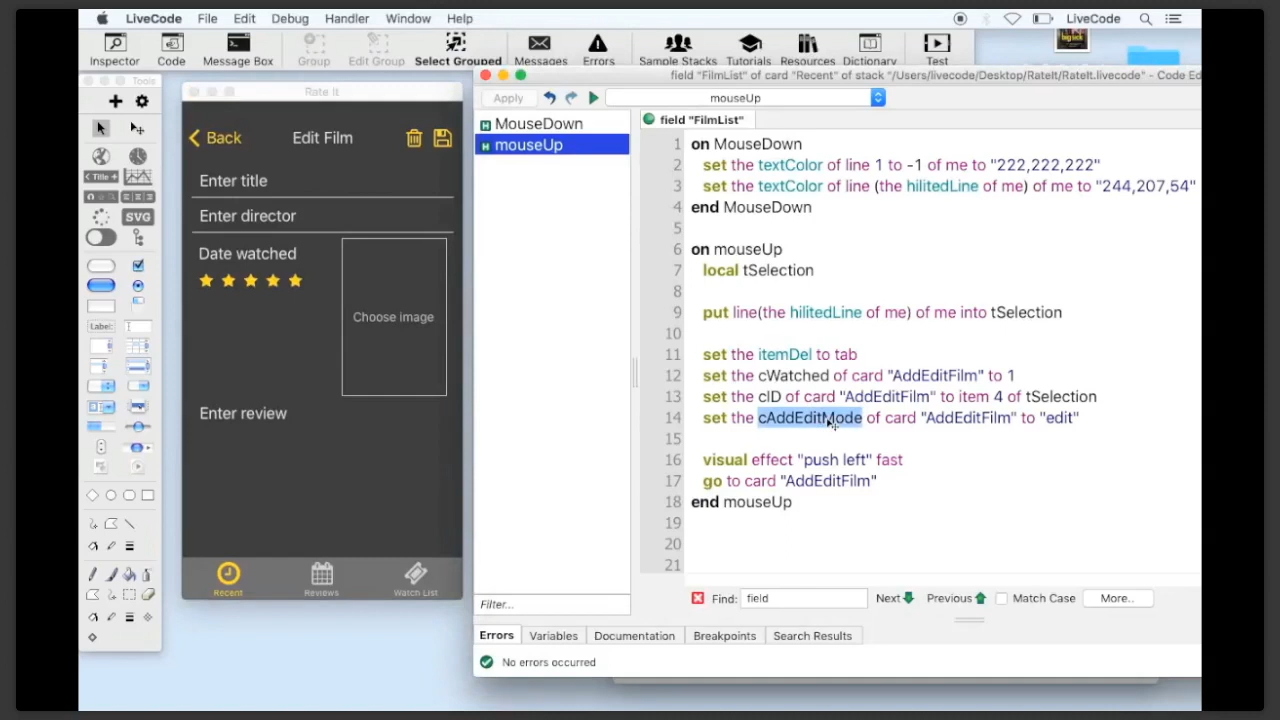 LiveCode File Edit Debug Handler Window Help LiveCode
Inspector Code Message Box Group Edit Group Select Grouped Messages Errors Sample Stacks Tutorials Resources Dictionary Test
Tools
Rate It
field "FilmList" of card "Recent" of stack "/Users/livecode/Desktop/RateIt/RateIt.livecode" - Code Ed
Apply
mouseUp
MouseDown
mouseUp
field "FilmList"
Back
Edit Film
Enter title
Enter director
Date watched
Choose image
Enter review
Recent Reviews Watch List
Title
SVG
Label:
1 on MouseDown
2 set the textColor of line 1 to -1 of me to "222,222,222"
3 set the textColor of line (the hilitedLine of me) of me to "244,207,54"
4 end MouseDown
5
6 on mouseUp
7 local tSelection
8
9 put line(the hilitedLine of me) of me into tSelection
10
11 set the itemDel to tab
12 set the cWatched of card "AddEditFilm" to 1
13 set the cID of card "AddEditFilm" to item 4 of tSelection
14 set the cAddEditMode of card "AddEditFilm" to "edit"
15
16 visual effect "push left" fast
17 go to card "AddEditFilm"
18 end mouseUp
19
20
21
Filter...
Find: field Next Previous Match Case More..
Errors Variables Documentation Breakpoints Search Results
No errors occurred